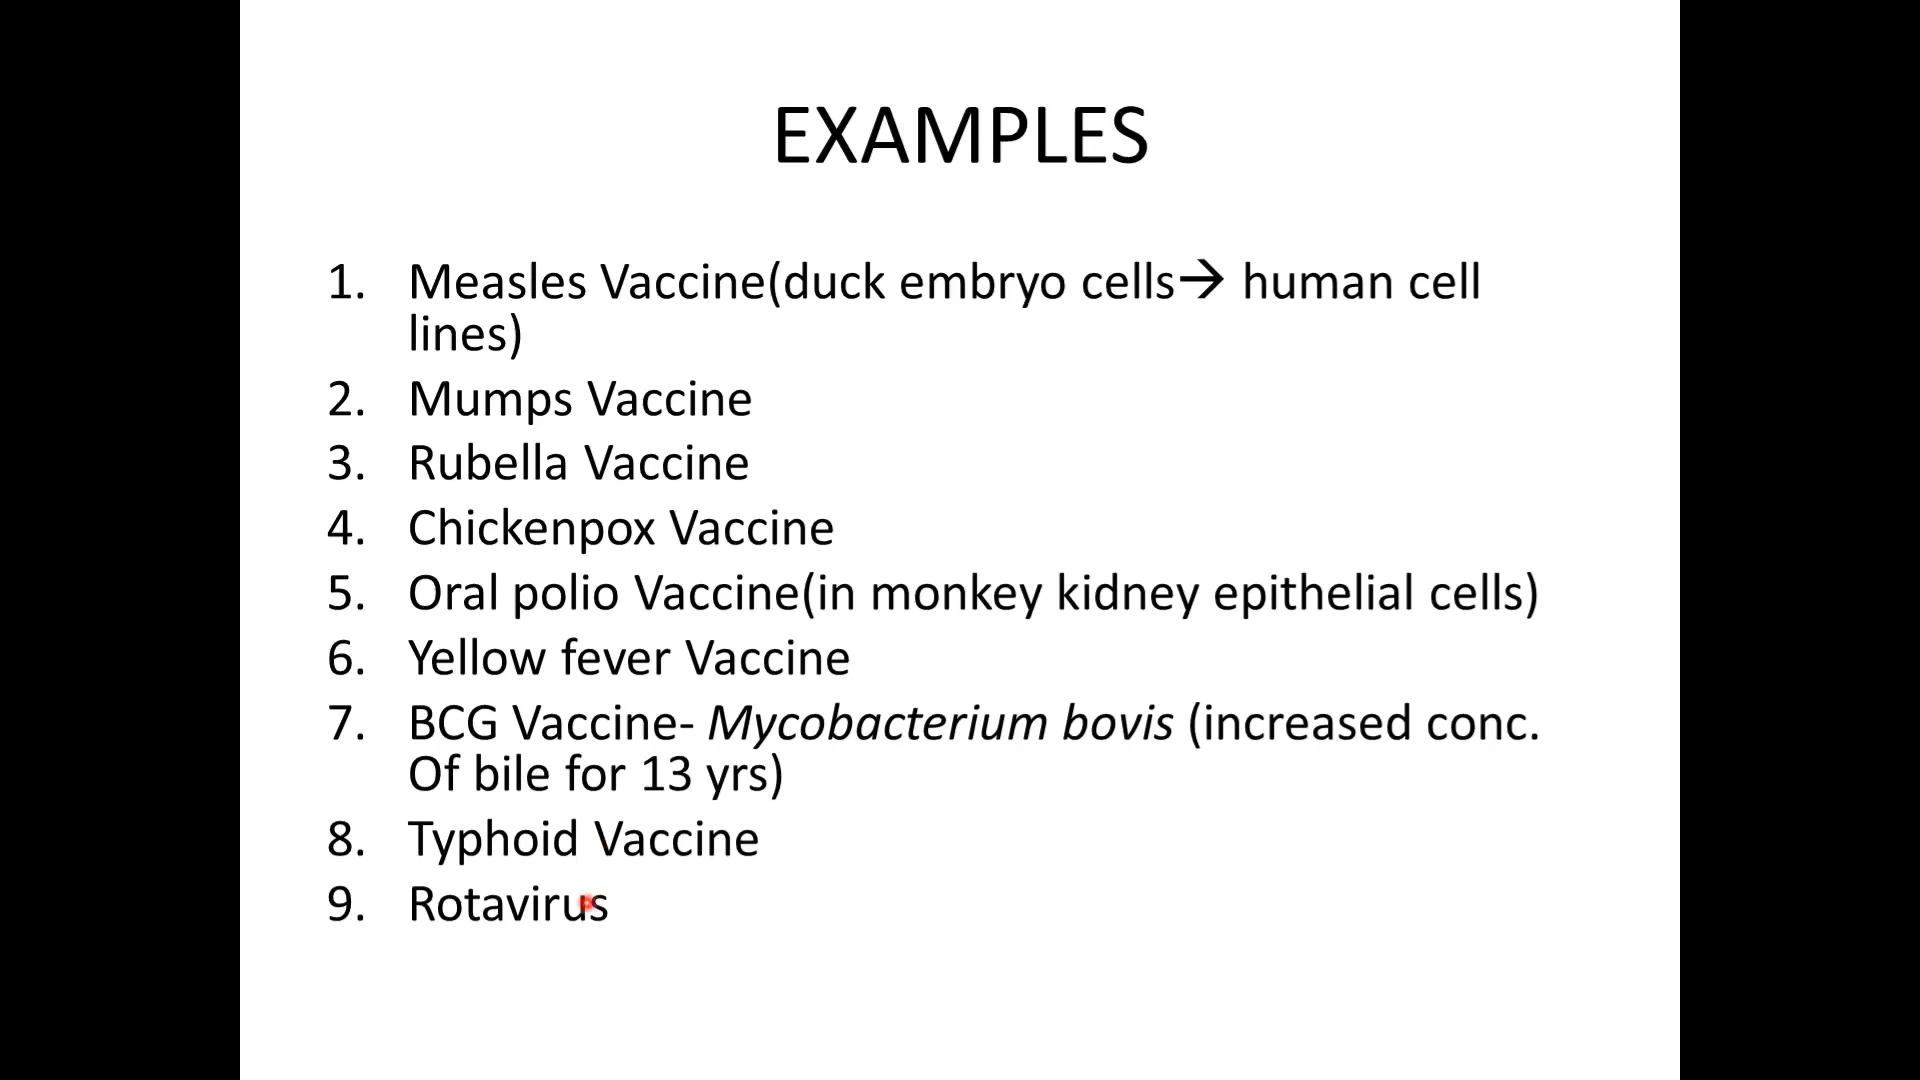 EXAMPLES
1. Measles Vaccine(duck embryo cells→ human cell
lines)
2. Mumps Vaccine
3. Rubella Vaccine
4. Chickenpox Vaccine
5. Oral polio Vaccine(in monkey kidney epithelial cells)
6. Yellow fever Vaccine
7. BCG Vaccine- Mycobacterium bovis (increased conc.
Of bile for 13 yrs)
8. Typhoid Vaccine
9. Rotavirus